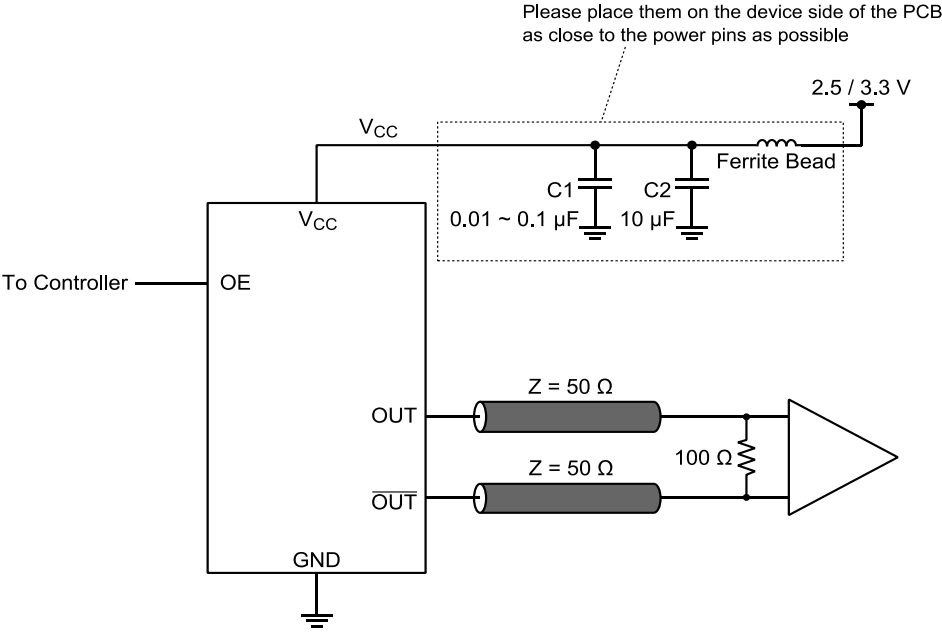 Please place them on the device side of the PCB
as close to the power pins as possible
2.5 / 3.3 V
VCC
Ferrite Bead
C1
C2
0.01 ~ 0.1 µF
10 µF
VCC
To Controller
OE
Z = 50 Ω
OUT
100 Ω
Z = 50 Ω
OUT
GND